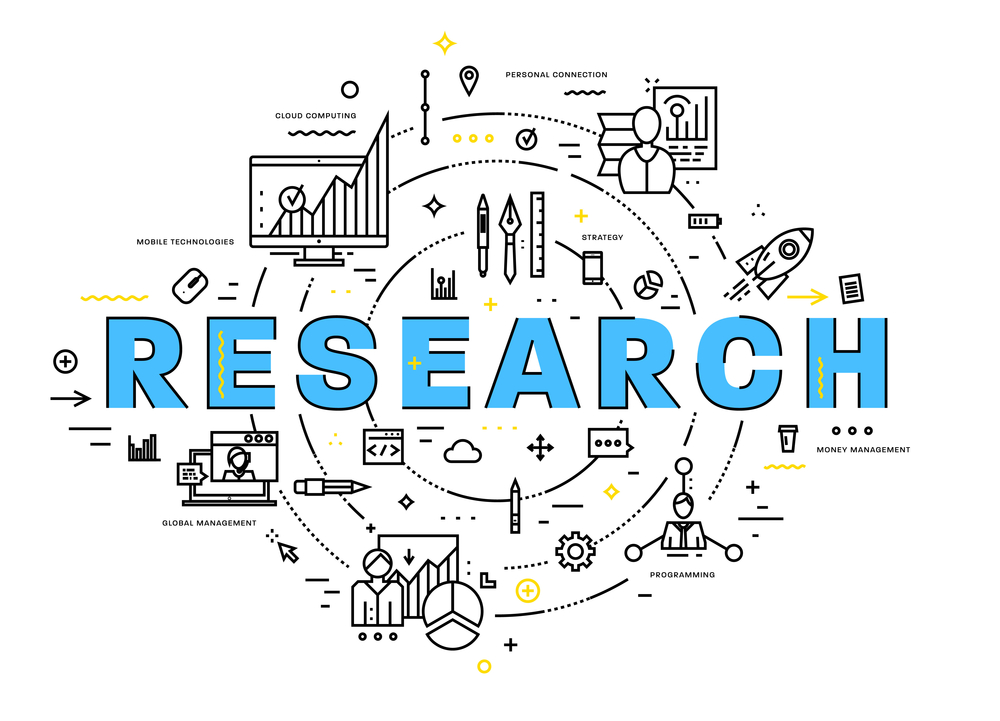 PERSONAL CONNECTION
CLOUD COMPUTING
STRATEGY
MOBILE TECHNOLOGIES
RESEARCH
</>
MONEY MANAGEMENT
GLOBAL MANAGEMENT
PROGRAMMING